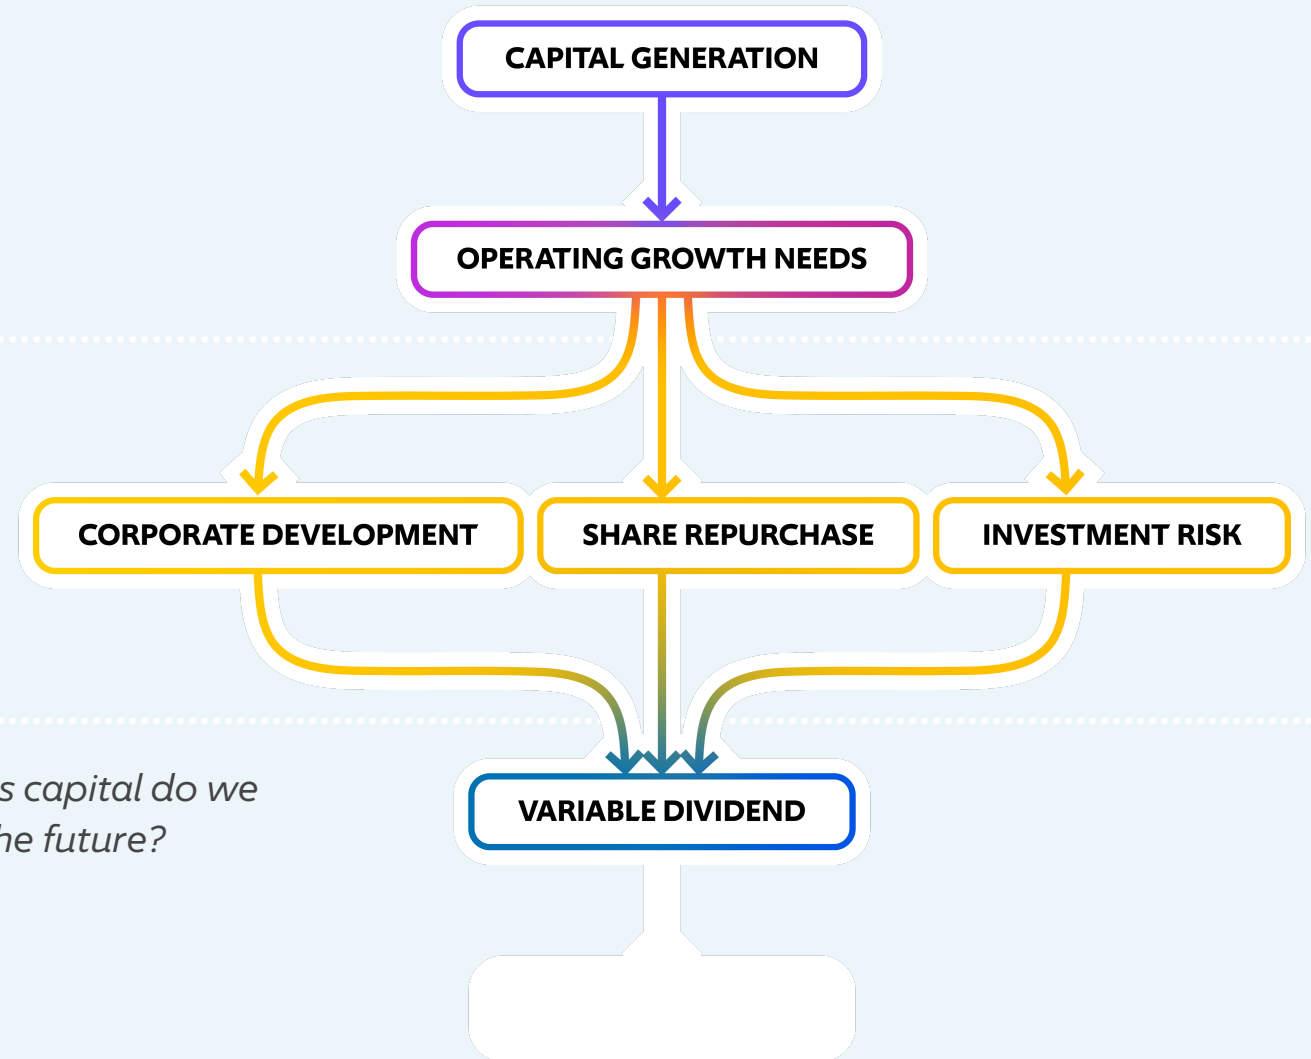 CAPITAL GENERATION
OPERATING GROWTH NEEDS
CORPORATE DEVELOPMENT
SHARE REPURCHASE
INVESTMENT RISK
s capital do we
he future?
VARIABLE DIVIDEND